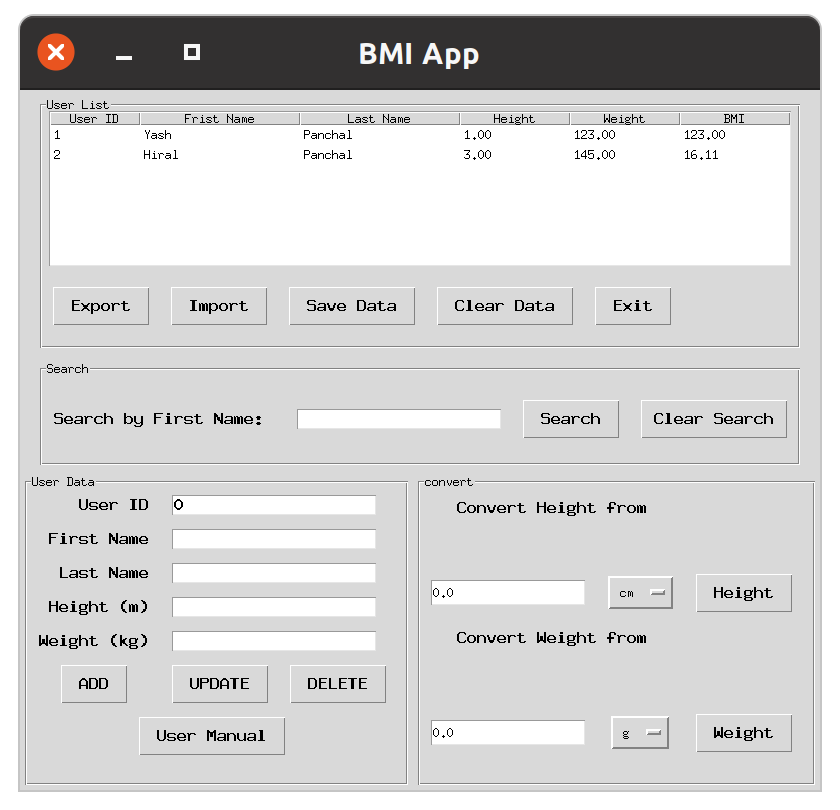 BMI App
User List
User ID Frist Name Last Name Height Weight BMI
1 Yash Panchal 1.00 123.00 123.00
2 Hiral Panchal 3.00 145.00 16.11
Export Import Save Data Clear Data Exit
Search
Search by First Name: Search Clear Search
User Data
User ID 0
First Name
Last Name
Height (m)
Weight (kg)
ADD UPDATE DELETE
User Manual
convert
Convert Height from
0.0 cm Height
Convert Weight from
0.0 g Weight